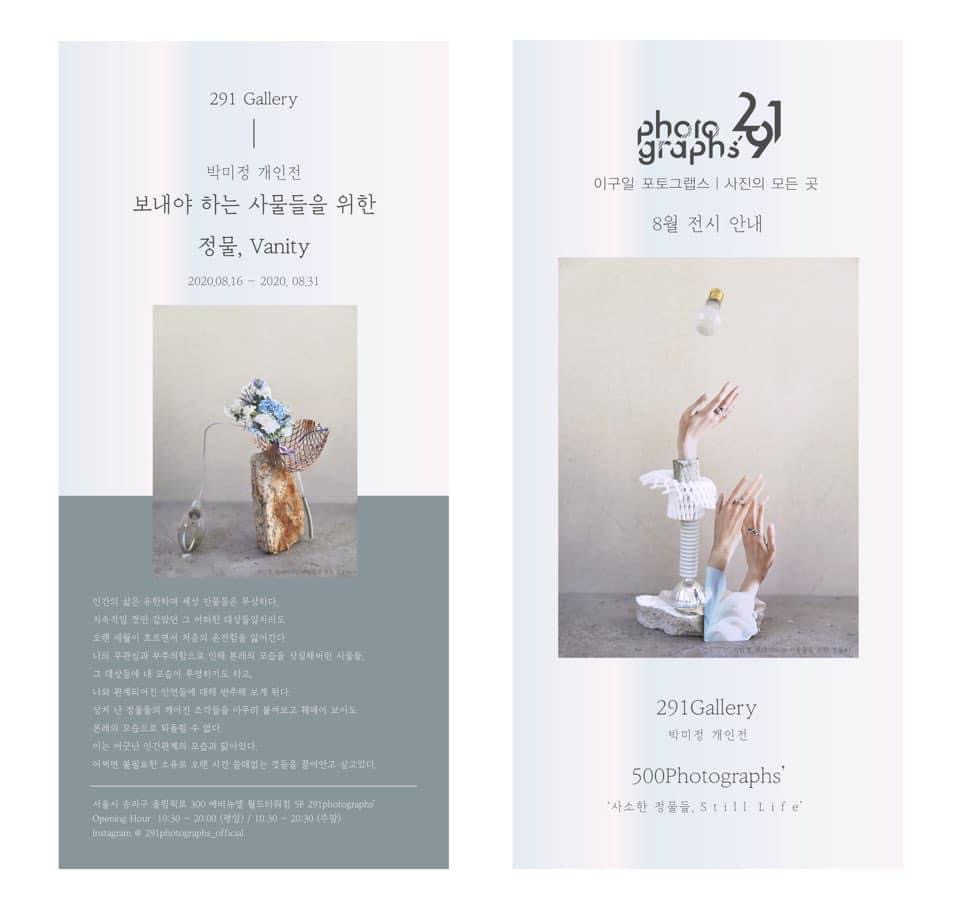 291 Gallery
박미정 개인전
보내야 하는 사물들을 위한
정물, Vanity
2020.08.16 - 2020. 08.31
인간의 삶은 유한하며 세상 만물들은 무상하다.
지속적일 것만 같았던 그 어떠한 대상들일지라도
오랜 세월이 흐르면서 처음의 온전함을 잃어간다.
나의 무관심과 부주의함으로 인해 본래의 모습을 상실해버린 사물들,
그 대상들에 내 모습이 투영하기도 하고,
나와 관계되어진 인연들에 대해 반추해 보게 된다.
상처 난 정물들의 깨어진 조각들을 아무리 붙여보고 꿰매어 보아도
본래의 모습으로 되돌릴 수 없다.
이는 어긋난 인간관계의 모습과 닮아있다.
어쩌면 불필요한 소유로 오랜 시간 쓸데없는 것들을 끌어안고 살고있다.
서울시 송파구 올림픽로 300 에비뉴엘 월드타워점 5F 291photographs'
Opening Hour 10:30 - 20:00 (평일) / 10:30 - 20:30 (주말)
Instagram @ 291photographs_official
photo
graphs' 291
이구일 포토그랩스 | 사진의 모든 곳
8월 전시 안내
291Gallery
박미정 개인전
500Photographs'
'사소한 정물들, Still Life'